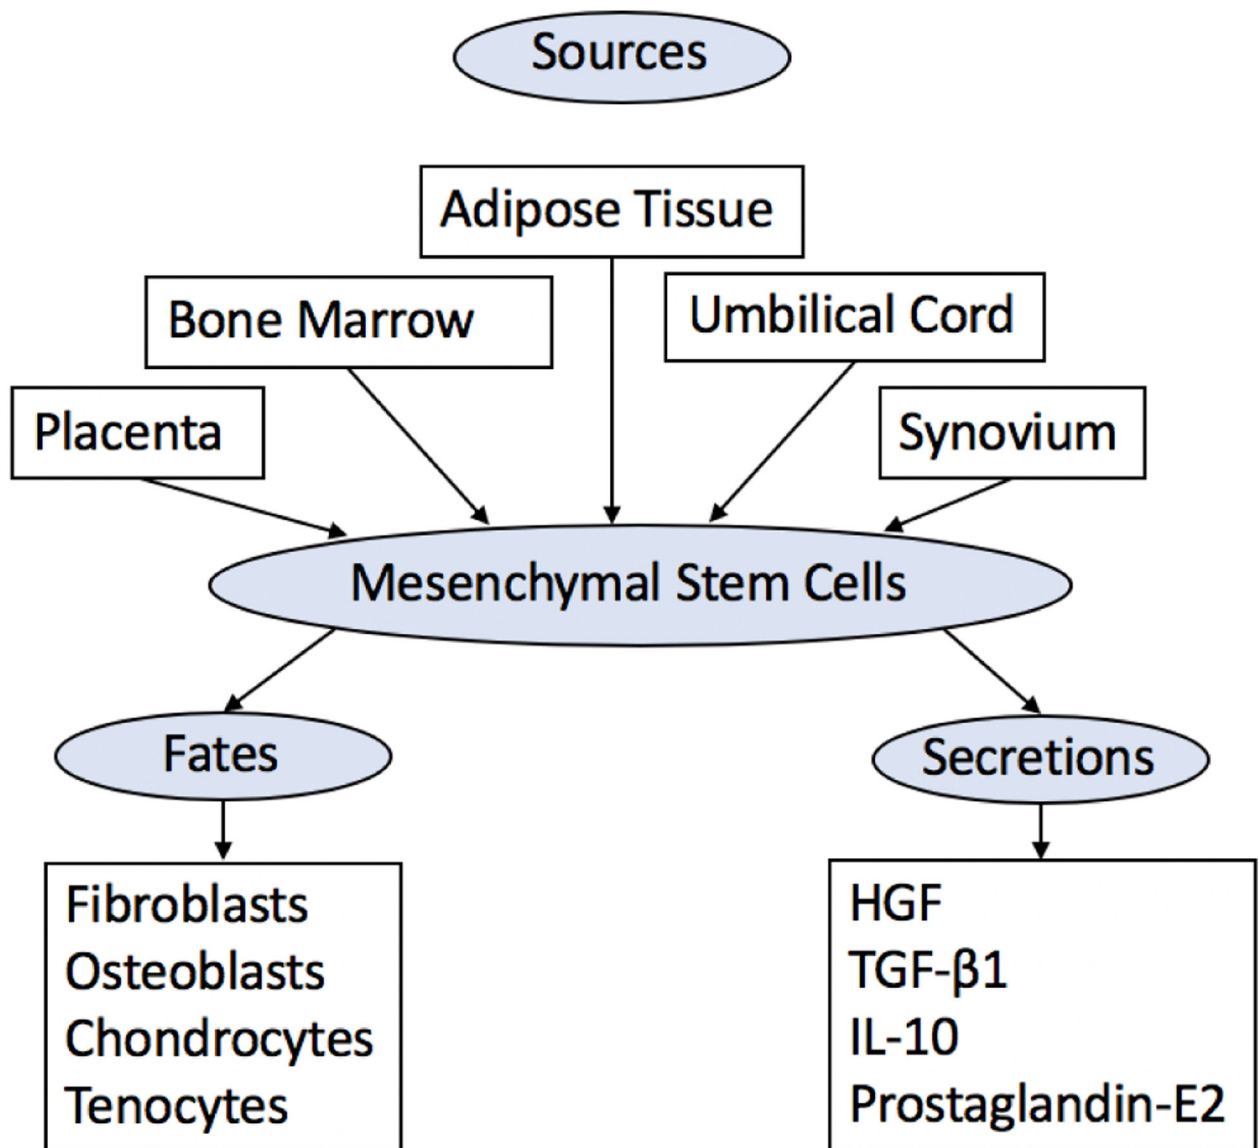 Sources
Adipose Tissue
Bone Marrow
Umbilical Cord
Placenta
Synovium
Mesenchymal Stem Cells
Fates
Secretions
Fibroblasts
Osteoblasts
Chondrocytes
Tenocytes
HGF
TGF-β1
IL-10
Prostaglandin-E2